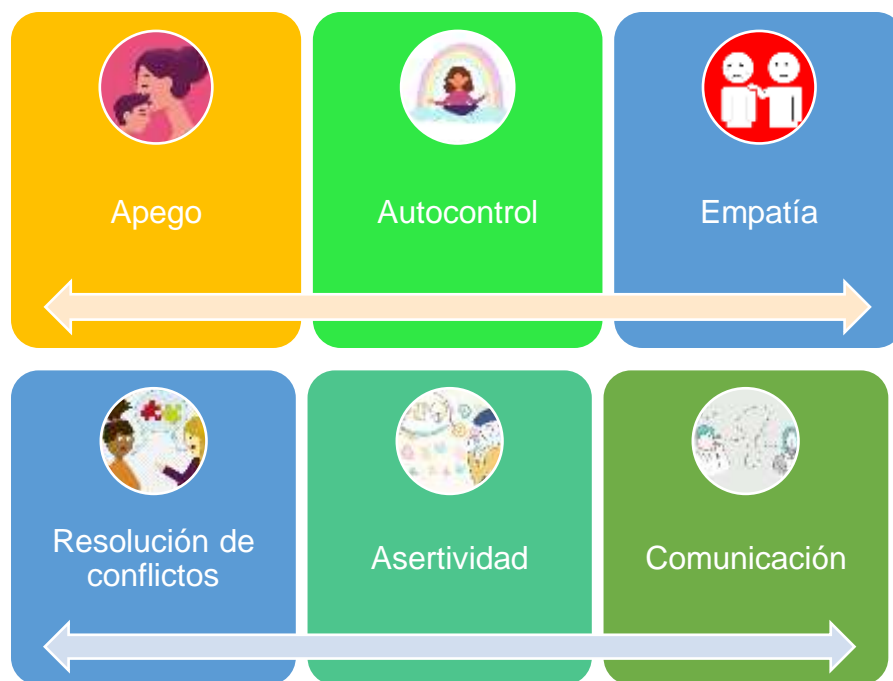 Apego
Autocontrol
Empatía
Resolución de
conflictos
Asertividad
Comunicación